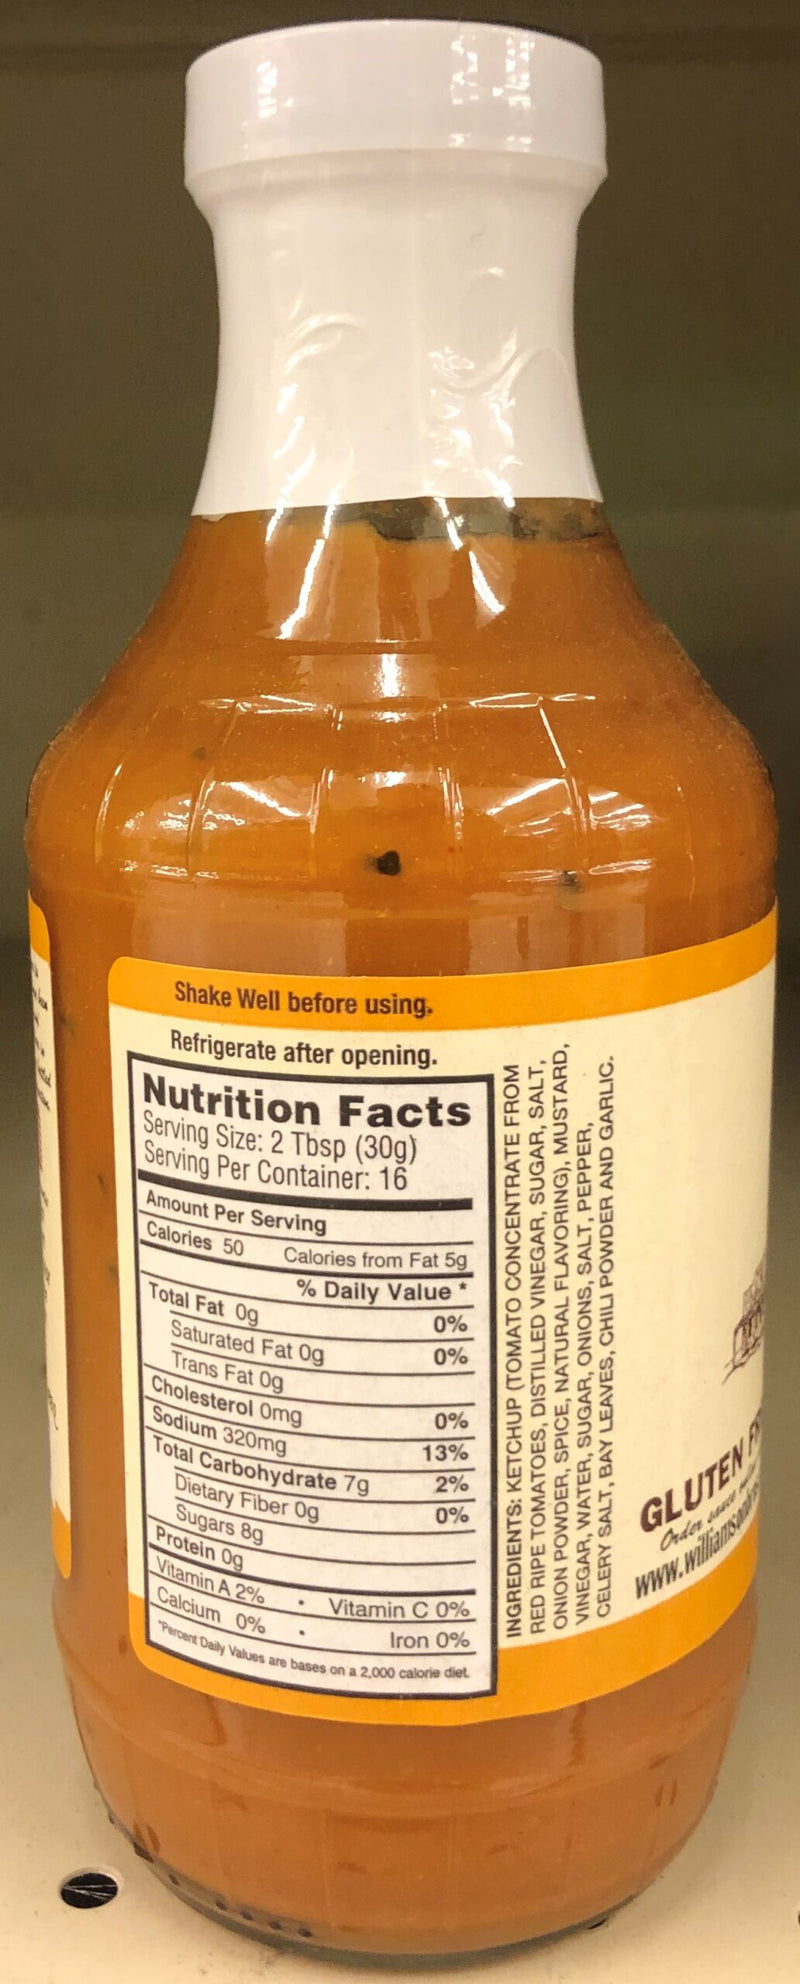 Shake Well before using.
Refrigerate after opening.
Nutrition Facts
Serving Size: 2 Tbsp (30g)
Serving Per Container: 16
Amount Per Serving
Calories 50 Calories from Fat 5g
% Daily Value *
Total Fat 0g 0%
Saturated Fat 0g 0%
Trans Fat 0g
Cholesterol 0mg 0%
Sodium 320mg 13%
Total Carbohydrate 7g 2%
Dietary Fiber 0g 0%
Sugars 8g
Protein 0g
Vitamin A 2% • Vitamin C 0%
Calcium 0% • Iron 0%
*Percent Daily Values are bases on a 2,000 calorie diet.
INGREDIENTS: KETCHUP (TOMATO CONCENTRATE FROM
RED RIPE TOMATOES, DISTILLED VINEGAR, SUGAR, SALT,
ONION POWDER, SPICE, NATURAL FLAVORING), MUSTARD,
VINEGAR, WATER, SUGAR, ONIONS, SALT, PEPPER,
CELERY SALT, BAY LEAVES, CHILI POWDER AND GARLIC.
GLUTEN
Order sauce